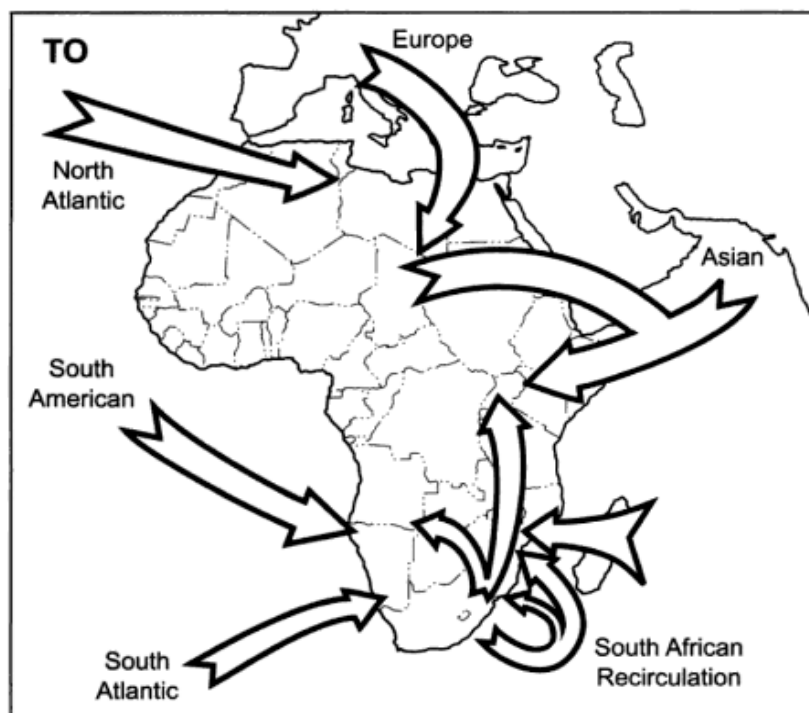 TO
Europe
North
Atlantic
Asian
South
American
South
Atlantic
South African
Recirculation